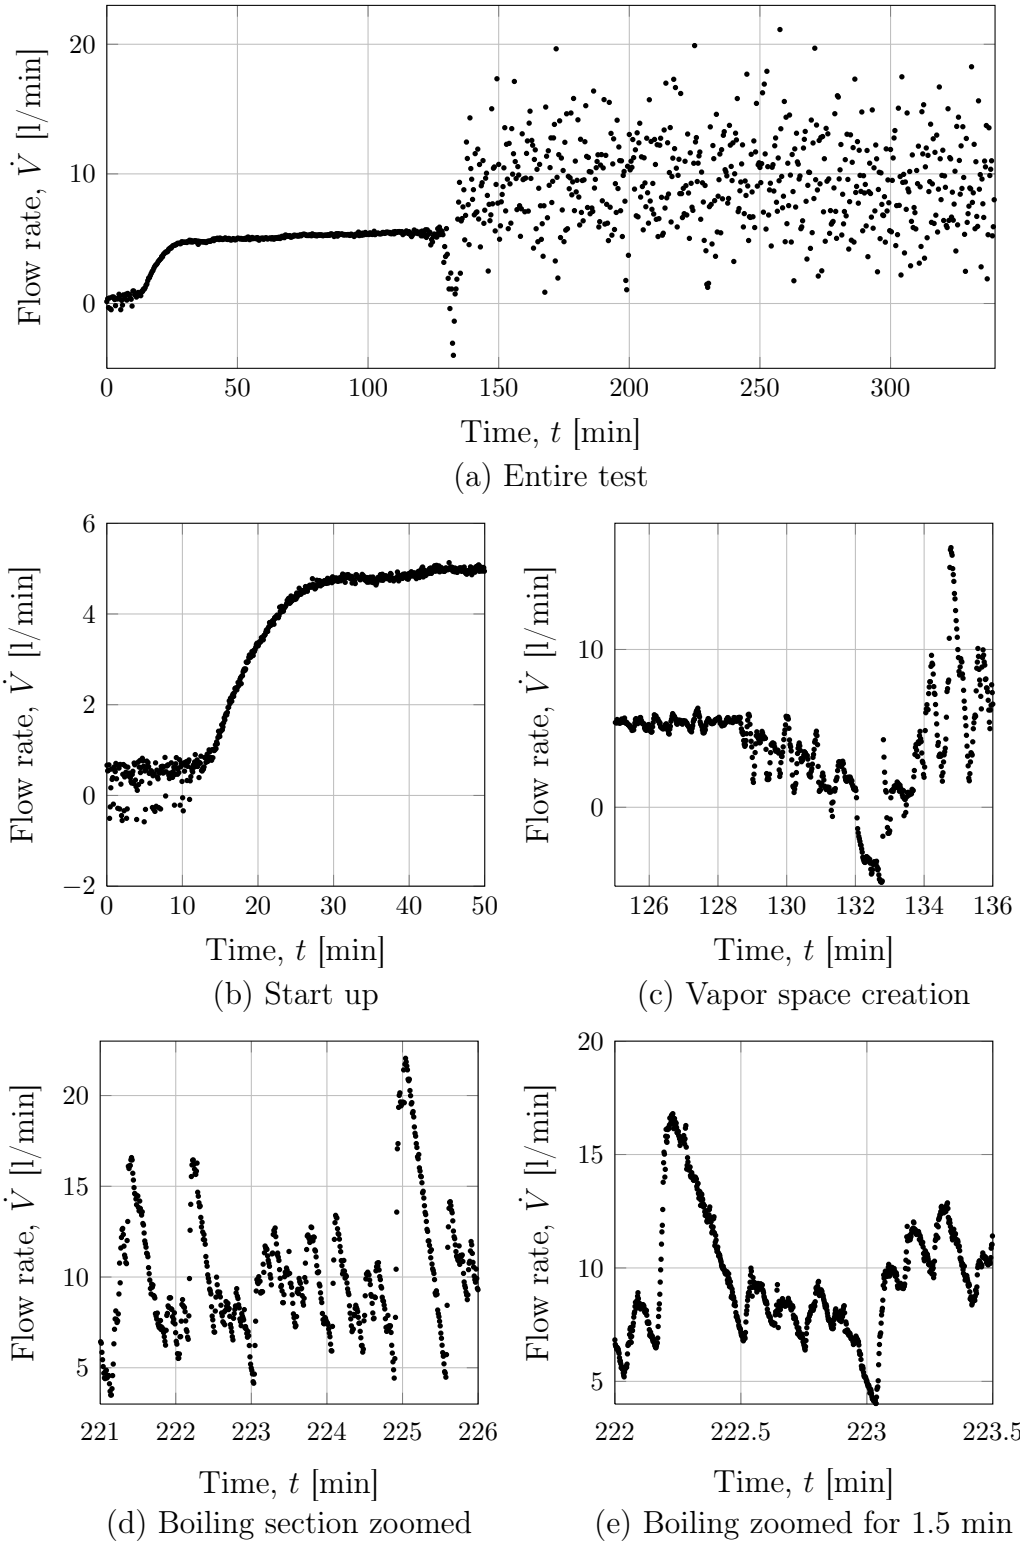 20
10
0
Flow rate, V̇ [l/min]
0 50 100 150 200 250 300
Time, t [min]
(a) Entire test
6
4
2
0
−2
Flow rate, V̇ [l/min]
0 10 20 30 40 50
Time, t [min]
(b) Start up
10
0
Flow rate, V̇ [l/min]
126 128 130 132 134 136
Time, t [min]
(c) Vapor space creation
20
15
10
5
Flow rate, V̇ [l/min]
221 222 223 224 225 226
Time, t [min]
(d) Boiling section zoomed
20
15
10
5
Flow rate, V̇ [l/min]
222 222.5 223 223.5
Time, t [min]
(e) Boiling zoomed for 1.5 min